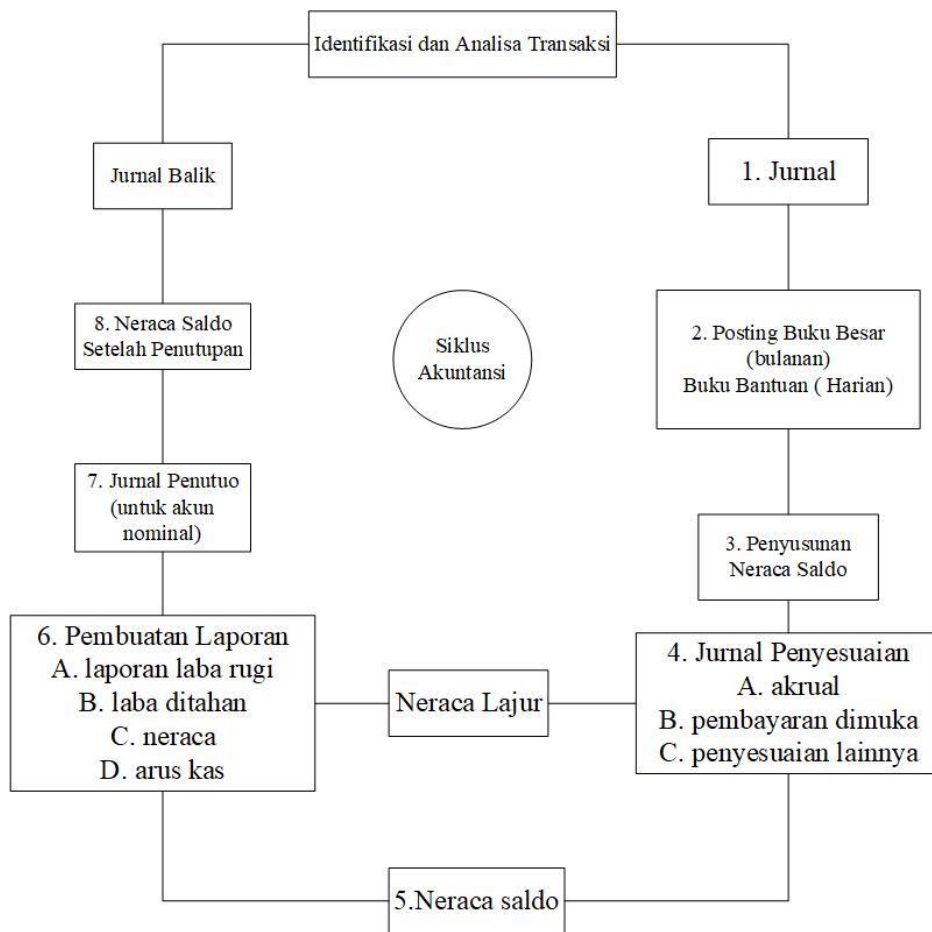 Identifikasi dan Analisa Transaksi
Jurnal Balik
1. Jurnal
8. Neraca Saldo
Setelah Penutupan
Siklus
Akuntansi
2. Posting Buku Besar
(bulanan)
Buku Bantuan ( Harian)
7. Jurnal Penutuo
(untuk akun
nominal)
3. Penyusunan
Neraca Saldo
6. Pembuatan Laporan
A. laporan laba rugi
B. laba ditahan
C. neraca
D. arus kas
Neraca Lajur
4. Jurnal Penyesuaian
A. akrual
B. pembayaran dimuka
C. penyesuaian lainnya
5.Neraca saldo